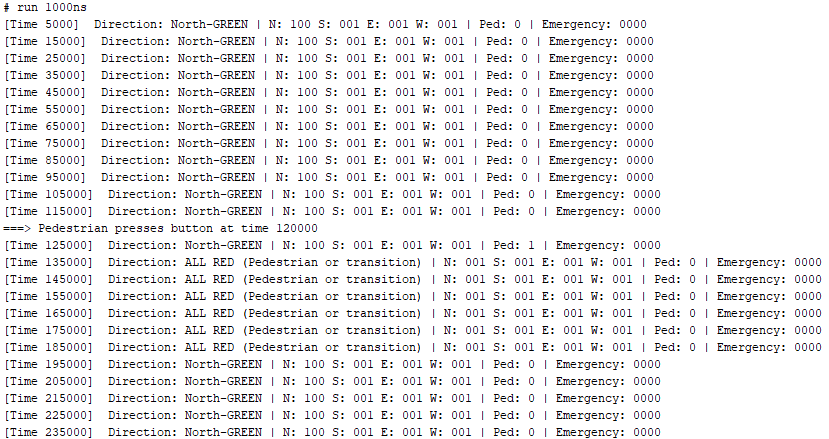 # run 1000ns
[Time 5000]  Direction: North-GREEN | N: 100 S: 001 E: 001 W: 001 | Ped: 0 | Emergency: 0000
[Time 15000]  Direction: North-GREEN | N: 100 S: 001 E: 001 W: 001 | Ped: 0 | Emergency: 0000
[Time 25000]  Direction: North-GREEN | N: 100 S: 001 E: 001 W: 001 | Ped: 0 | Emergency: 0000
[Time 35000]  Direction: North-GREEN | N: 100 S: 001 E: 001 W: 001 | Ped: 0 | Emergency: 0000
[Time 45000]  Direction: North-GREEN | N: 100 S: 001 E: 001 W: 001 | Ped: 0 | Emergency: 0000
[Time 55000]  Direction: North-GREEN | N: 100 S: 001 E: 001 W: 001 | Ped: 0 | Emergency: 0000
[Time 65000]  Direction: North-GREEN | N: 100 S: 001 E: 001 W: 001 | Ped: 0 | Emergency: 0000
[Time 75000]  Direction: North-GREEN | N: 100 S: 001 E: 001 W: 001 | Ped: 0 | Emergency: 0000
[Time 85000]  Direction: North-GREEN | N: 100 S: 001 E: 001 W: 001 | Ped: 0 | Emergency: 0000
[Time 95000]  Direction: North-GREEN | N: 100 S: 001 E: 001 W: 001 | Ped: 0 | Emergency: 0000
[Time 105000]  Direction: North-GREEN | N: 100 S: 001 E: 001 W: 001 | Ped: 0 | Emergency: 0000
[Time 115000]  Direction: North-GREEN | N: 100 S: 001 E: 001 W: 001 | Ped: 0 | Emergency: 0000
===> Pedestrian presses button at time 120000
[Time 125000]  Direction: North-GREEN | N: 100 S: 001 E: 001 W: 001 | Ped: 1 | Emergency: 0000
[Time 135000]  Direction: ALL RED (Pedestrian or transition) | N: 001 S: 001 E: 001 W: 001 | Ped: 0 | Emergency: 0000
[Time 145000]  Direction: ALL RED (Pedestrian or transition) | N: 001 S: 001 E: 001 W: 001 | Ped: 0 | Emergency: 0000
[Time 155000]  Direction: ALL RED (Pedestrian or transition) | N: 001 S: 001 E: 001 W: 001 | Ped: 0 | Emergency: 0000
[Time 165000]  Direction: ALL RED (Pedestrian or transition) | N: 001 S: 001 E: 001 W: 001 | Ped: 0 | Emergency: 0000
[Time 175000]  Direction: ALL RED (Pedestrian or transition) | N: 001 S: 001 E: 001 W: 001 | Ped: 0 | Emergency: 0000
[Time 185000]  Direction: ALL RED (Pedestrian or transition) | N: 001 S: 001 E: 001 W: 001 | Ped: 0 | Emergency: 0000
[Time 195000]  Direction: North-GREEN | N: 100 S: 001 E: 001 W: 001 | Ped: 0 | Emergency: 0000
[Time 205000]  Direction: North-GREEN | N: 100 S: 001 E: 001 W: 001 | Ped: 0 | Emergency: 0000
[Time 215000]  Direction: North-GREEN | N: 100 S: 001 E: 001 W: 001 | Ped: 0 | Emergency: 0000
[Time 225000]  Direction: North-GREEN | N: 100 S: 001 E: 001 W: 001 | Ped: 0 | Emergency: 0000
[Time 235000]  Direction: North-GREEN | N: 100 S: 001 E: 001 W: 001 | Ped: 0 | Emergency: 0000